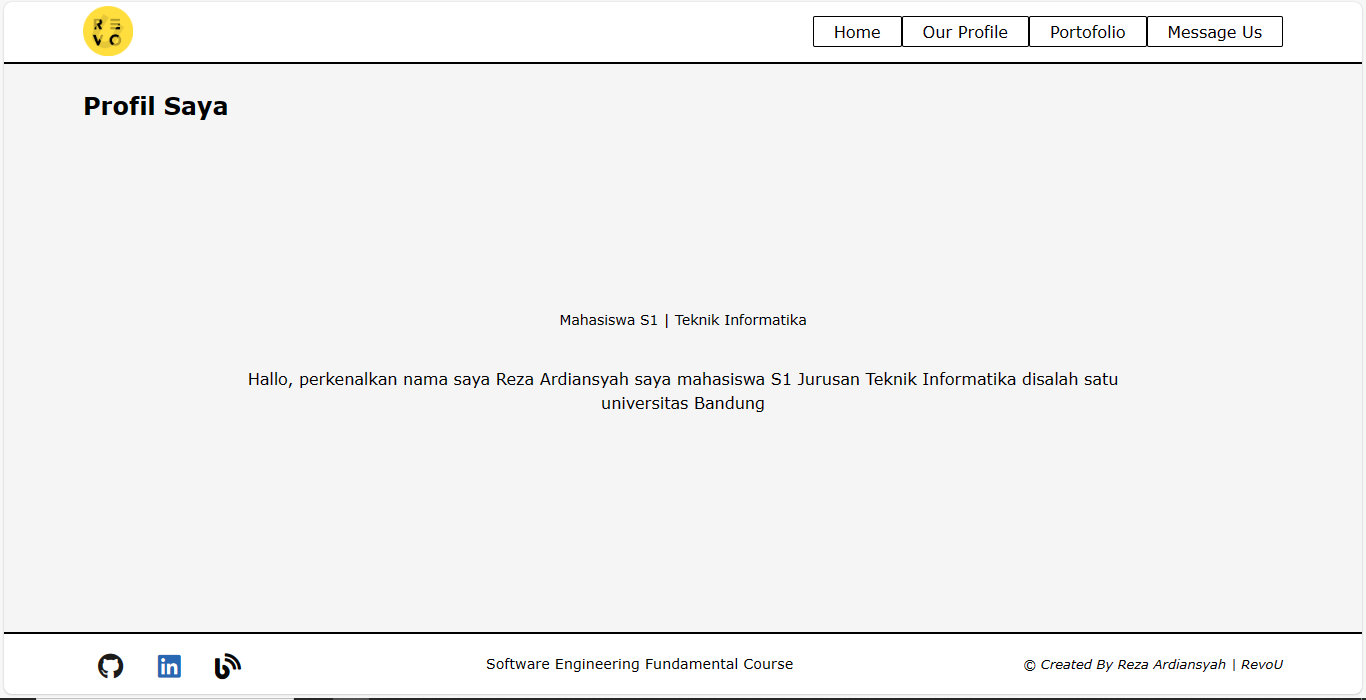 RE
VO
Home Our Profile Portofolio Message Us
Profil Saya
Mahasiswa S1 | Teknik Informatika
Hallo, perkenalkan nama saya Reza Ardiansyah saya mahasiswa S1 Jurusan Teknik Informatika disalah satu
universitas Bandung
in
Software Engineering Fundamental Course
© Created By Reza Ardiansyah | RevoU